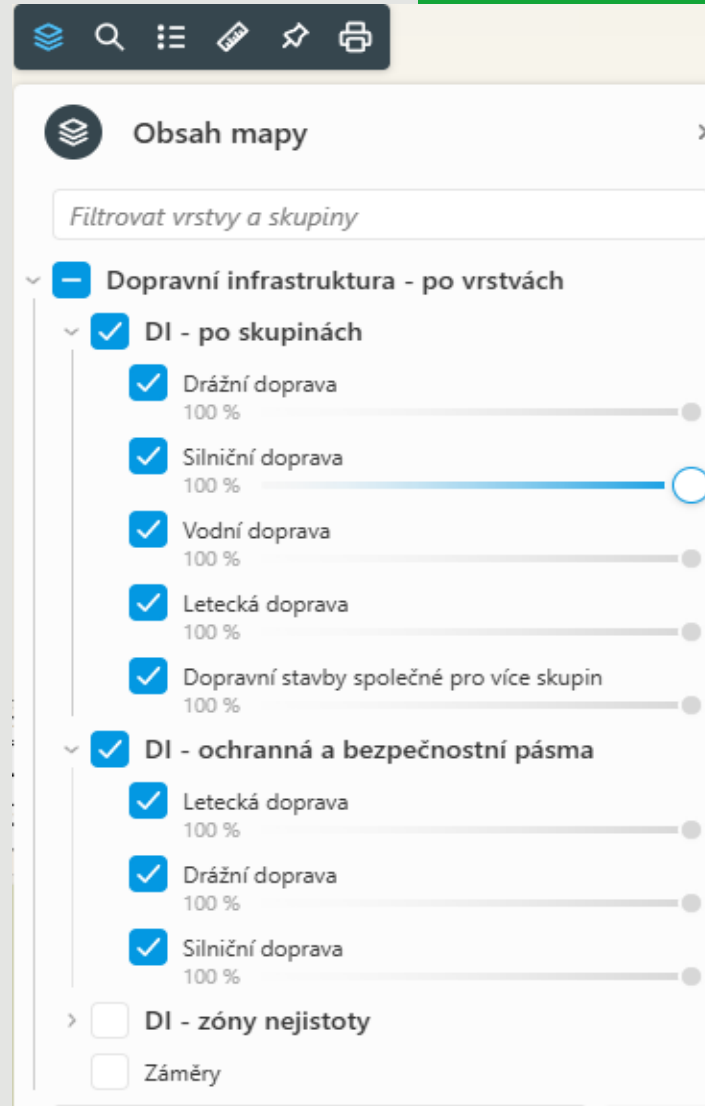 Obsah mapy
Filtrovat vrstvy a skupiny
Dopravní infrastruktura - po vrstvách
DI - po skupinách
Drážní doprava
100 %
Silniční doprava
100 %
Vodní doprava
100 %
Letecká doprava
100 %
Dopravní stavby společné pro více skupin
100 %
DI - ochranná a bezpečnostní pásma
Letecká doprava
100 %
Drážní doprava
100 %
Silniční doprava
100 %
DI - zóny nejistoty
Záměry